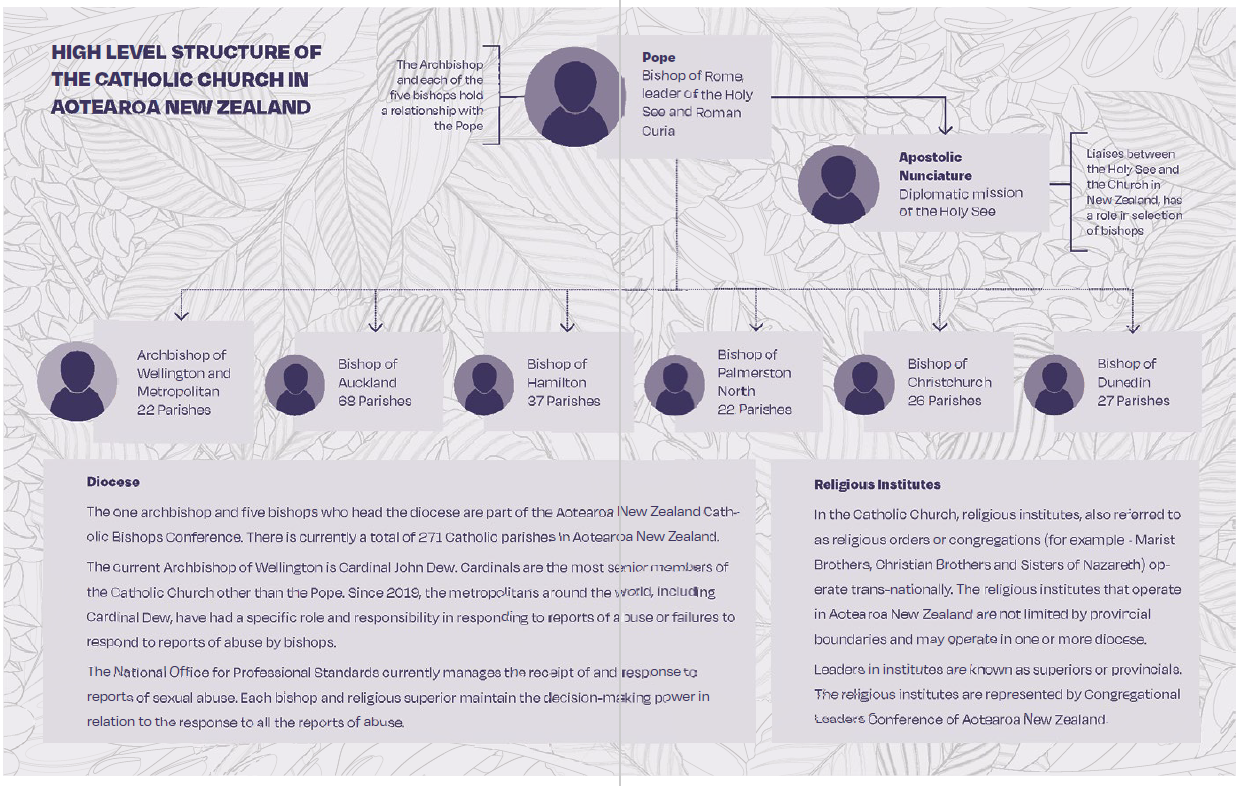 HIGH LEVEL STRUCTURE OF
THE CATHOLIC CHURCH IN
AOTEAROA NEW ZEALAND
The Archbishop
and each of the
five bishops hold
a relationship with
the Pope
Pope
Bishop of Rome,
leader of the Holy
See and Roman
Curia
Apostolic
Nunciature
Diplomatic mission
of the Holy See
Liaises between
the Holy See and
the Church in
New Zealand, has
a role in selection
of bishops
Archbishop of
Wellington and
Metropolitan
22 Parishes
Bishop of
Auckland
68 Parishes
Bishop of
Hamilton
37 Parishes
Bishop of
Palmerston
North
22 Parishes
Bishop of
Christchurch
26 Parishes
Bishop of
Dunedin
27 Parishes
Diocese
The one archbishop and five bishops who head the diocese are part of the Aotearoa New Zealand Cath-
olic Bishops Conference. There is currently a total of 271 Catholic parishes in Aotearoa New Zealand.
The current Archbishop of Wellington is Cardinal John Dew. Cardinals are the most senior members of
the Catholic Church other than the Pope. Since 2019, the metropolitans around the world, including
Cardinal Dew, have had a specific role and responsibility in responding to reports of abuse or failures to
respond to reports of abuse by bishops.
The National Office for Professional Standards currently manages the receipt of and response to
reports of sexual abuse. Each bishop and religious superior maintain the decision-making power in
relation to the response to all the reports of abuse.
Religious Institutes
In the Catholic Church, religious institutes, also referred to
as religious orders or congregations (for example - Marist
Brothers, Christian Brothers and Sisters of Nazareth) op-
erate trans-nationally. The religious institutes that operate
in Aotearoa New Zealand are not limited by provincial
boundaries and may operate in one or more diocese.
Leaders in institutes are known as superiors or provincials.
The religious institutes are represented by Congregational
Leaders Conference of Aotearoa New Zealand.